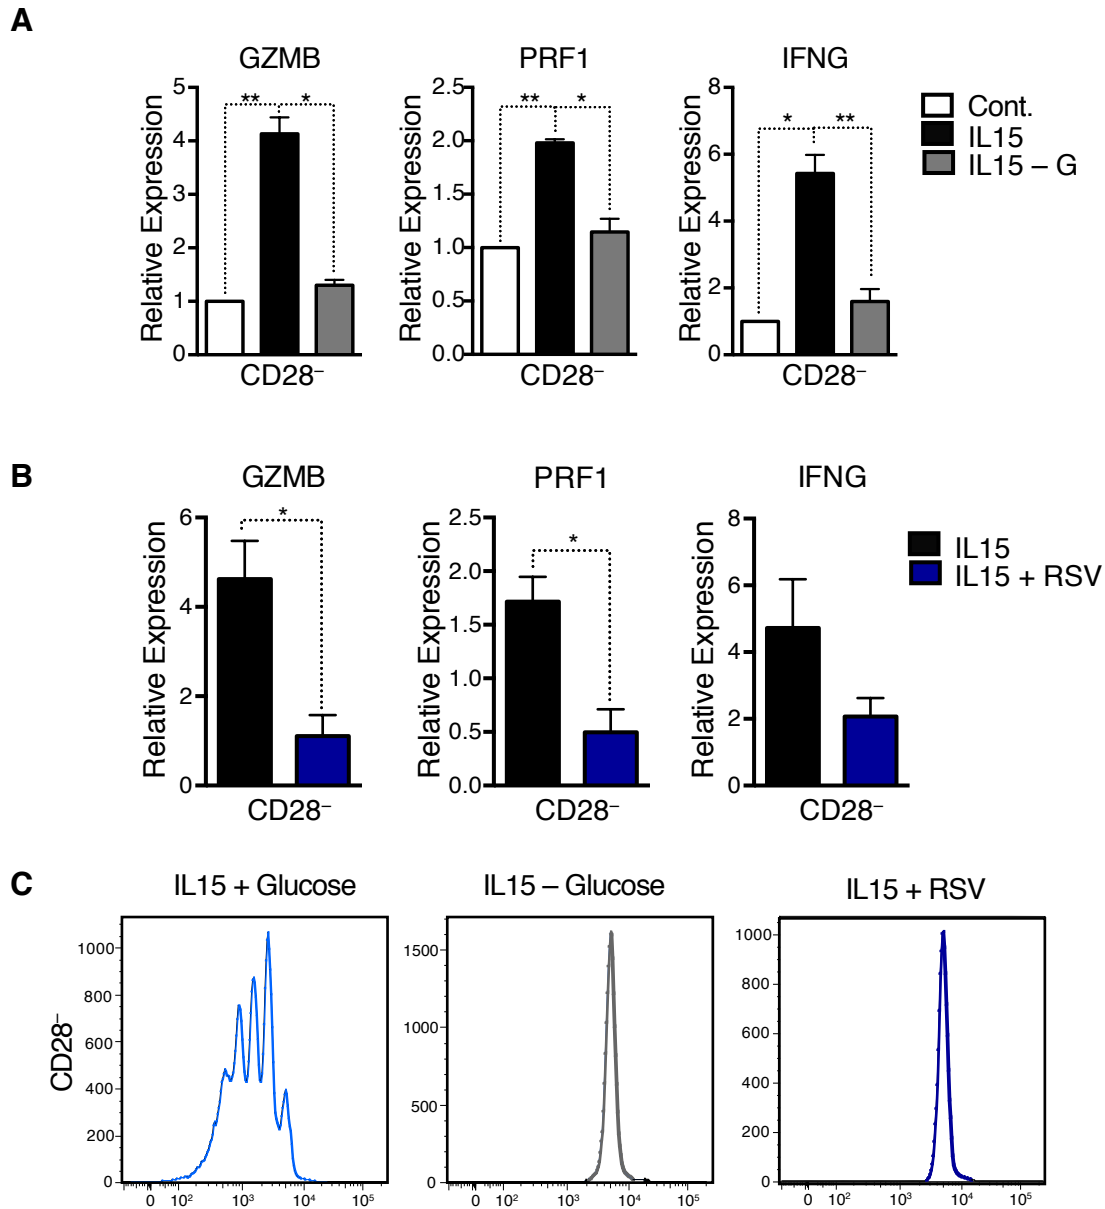 A
GZMB PRF1 IFNG
Relative Expression
5
4
3
2
1
0
** *
CD28⁻
Relative Expression
2.5
2.0
1.5
1.0
0.5
0.0
** *
CD28⁻
Relative Expression
8
6
4
2
0
* **
CD28⁻
Cont.
IL15
IL15 – G
B
GZMB PRF1 IFNG
Relative Expression
6
4
2
0
*
CD28⁻
Relative Expression
2.5
2.0
1.5
1.0
0.5
0.0
*
CD28⁻
Relative Expression
8
6
4
2
0
CD28⁻
IL15
IL15 + RSV
C
IL15 + Glucose IL15 – Glucose IL15 + RSV
CD28⁻
1000
800
600
400
200
0
0 10² 10³ 10⁴ 10⁵
1500
1000
500
0
0 10² 10³ 10⁴ 10⁵
1000
800
600
400
200
0
0 10² 10³ 10⁴ 10⁵